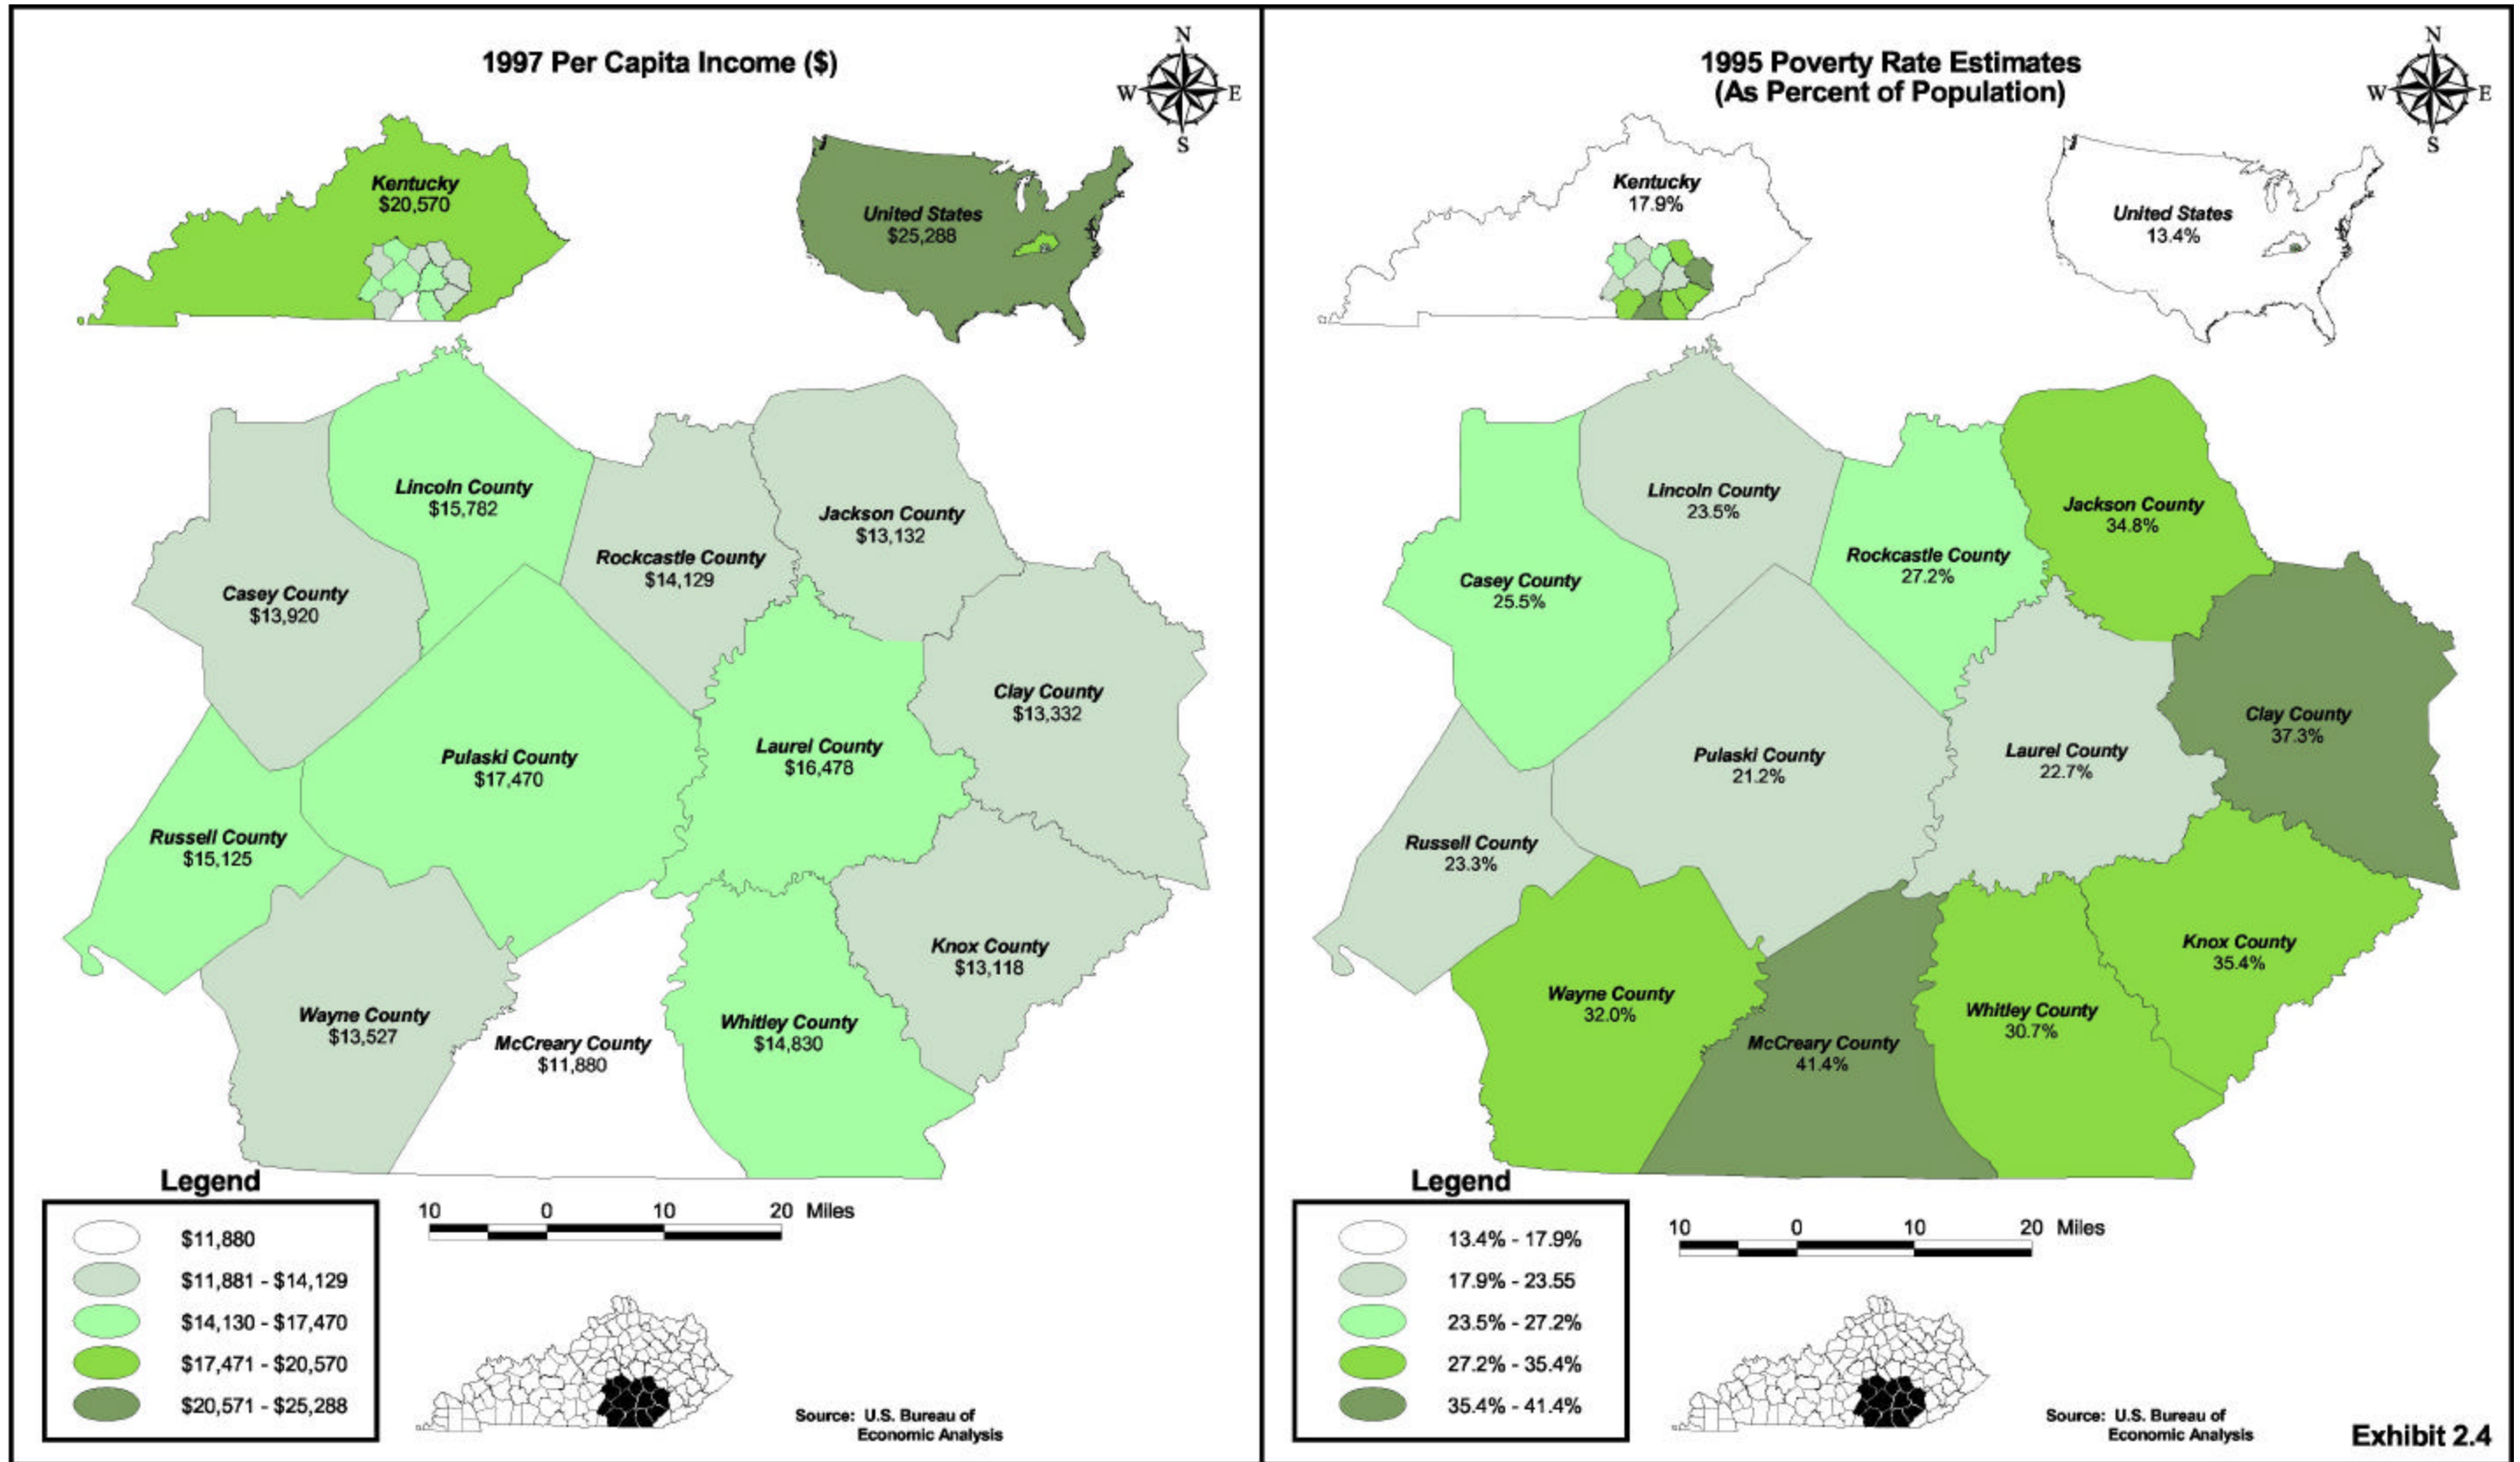 1997 Per Capita Income ($)
N
W
E
S
Kentucky
$20,570
United States
$25,288
Lincoln County
$15,782
Jackson County
$13,132
Rockcastle County
$14,129
Casey County
$13,920
Clay County
$13,332
Pulaski County
$17,470
Laurel County
$16,478
Russell County
$15,125
Knox County
$13,118
Wayne County
$13,527
McCreary County
$11,880
Whitley County
$14,830
Legend
$11,880
$11,881 - $14,129
$14,130 - $17,470
$17,471 - $20,570
$20,571 - $25,288
10 0 10 20 Miles
Source: U.S. Bureau of
Economic Analysis
1995 Poverty Rate Estimates
(As Percent of Population)
N
W
E
S
Kentucky
17.9%
United States
13.4%
Lincoln County
23.5%
Jackson County
34.8%
Rockcastle County
27.2%
Casey County
25.5%
Clay County
37.3%
Pulaski County
21.2%
Laurel County
22.7%
Russell County
23.3%
Knox County
35.4%
Wayne County
32.0%
Whitley County
30.7%
McCreary County
41.4%
Legend
13.4% - 17.9%
17.9% - 23.55
23.5% - 27.2%
27.2% - 35.4%
35.4% - 41.4%
10 0 10 20 Miles
Source: U.S. Bureau of
Economic Analysis
Exhibit 2.4